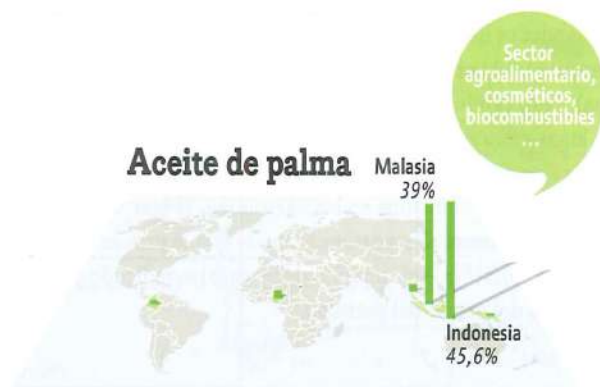 Sector
agroalimentario,
cosméticos,
biocombustibles
...
Aceite de palma
Malasia
39%
Indonesia
45,6%